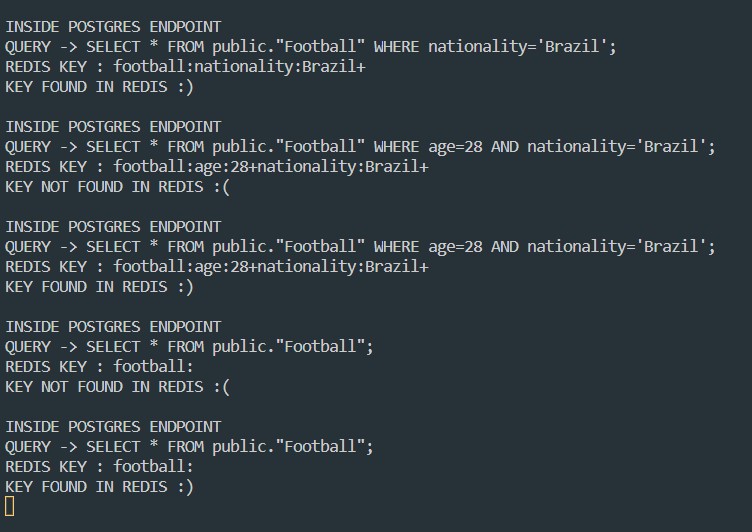 INSIDE POSTGRES ENDPOINT
QUERY -> SELECT * FROM public."Football" WHERE nationality='Brazil';
REDIS KEY : football:nationality:Brazil+
KEY FOUND IN REDIS :)

INSIDE POSTGRES ENDPOINT
QUERY -> SELECT * FROM public."Football" WHERE age=28 AND nationality='Brazil';
REDIS KEY : football:age:28+nationality:Brazil+
KEY NOT FOUND IN REDIS :(

INSIDE POSTGRES ENDPOINT
QUERY -> SELECT * FROM public."Football" WHERE age=28 AND nationality='Brazil';
REDIS KEY : football:age:28+nationality:Brazil+
KEY FOUND IN REDIS :)

INSIDE POSTGRES ENDPOINT
QUERY -> SELECT * FROM public."Football";
REDIS KEY : football:
KEY NOT FOUND IN REDIS :(

INSIDE POSTGRES ENDPOINT
QUERY -> SELECT * FROM public."Football";
REDIS KEY : football:
KEY FOUND IN REDIS :)